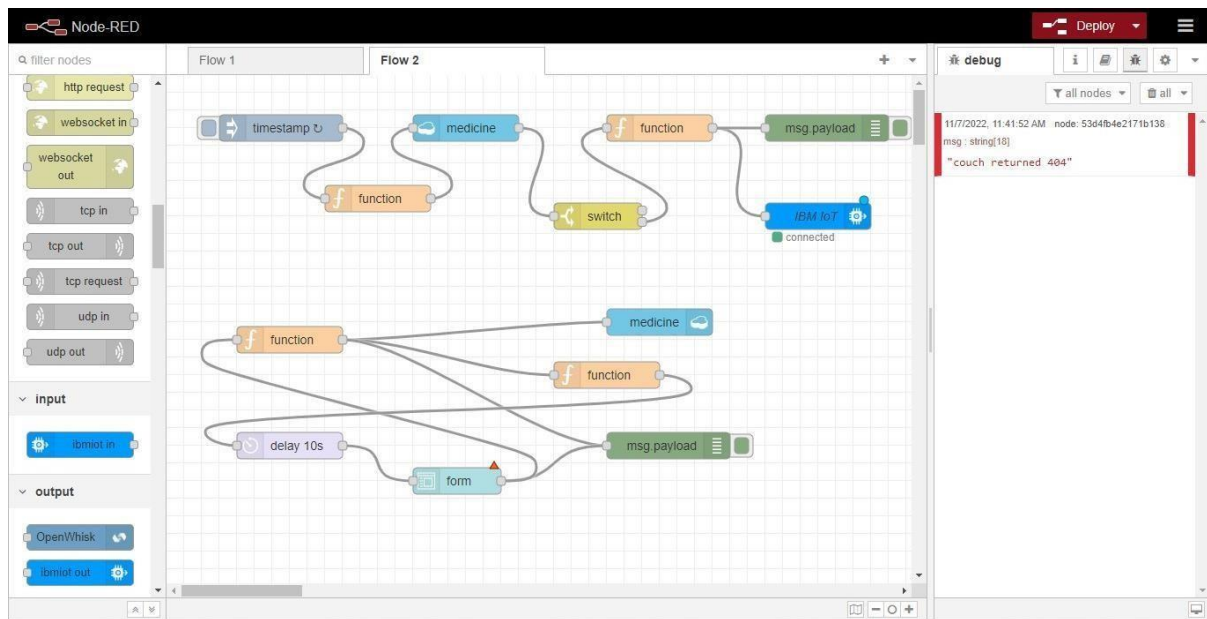 Node-RED
Deploy
filter nodes
http request
websocket in
websocket
out
tcp in
tcp out
tcp request
udp in
udp out
input
ibmiot in
output
OpenWhisk
ibmiot out
Flow 1
Flow 2
timestamp ↻
function
medicine
switch
function
msg.payload
IBM IoT
connected
function
medicine
function
delay 10s
form
msg.payload
debug
i
all nodes
all
11/7/2022, 11:41:52 AM node: 53d4fb4e2171b138
msg : string[18]
"couch returned 404"